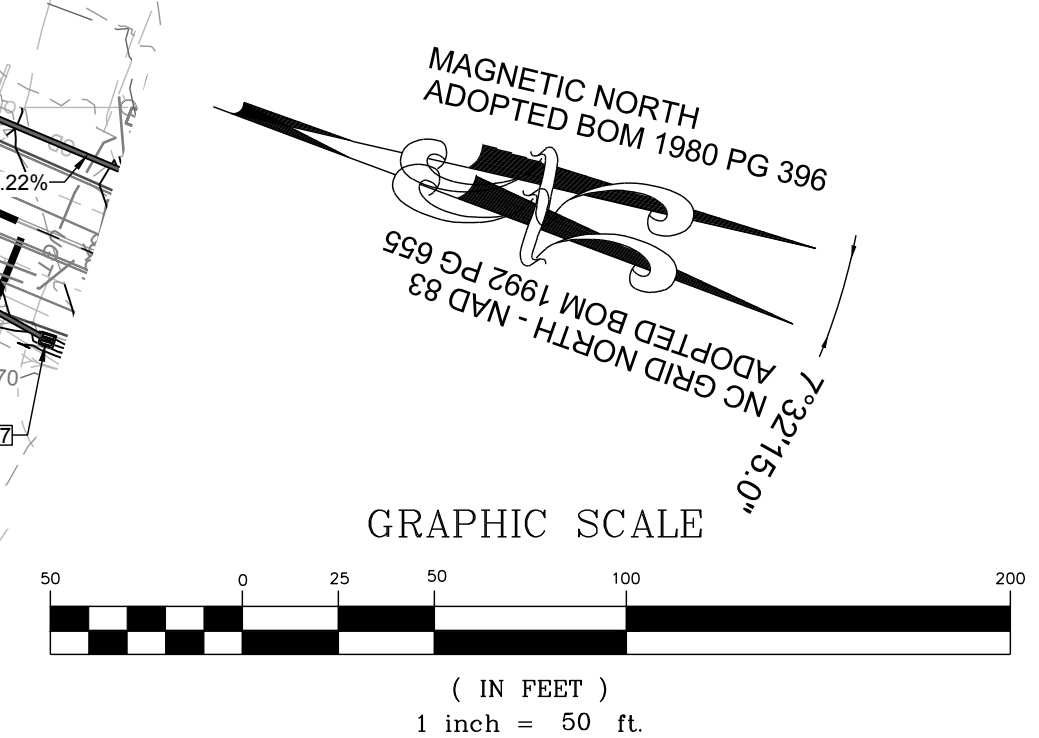 MAGNETIC NORTH
ADOPTED BOM 1980 PG 396
.22%
NC GRID NORTH - NAD 83
ADOPTED BOM 1992 PG 655
7°32'15.0"
70
7
GRAPHIC SCALE
50 0 25 50 100 200
( IN FEET )
1 inch = 50 ft.